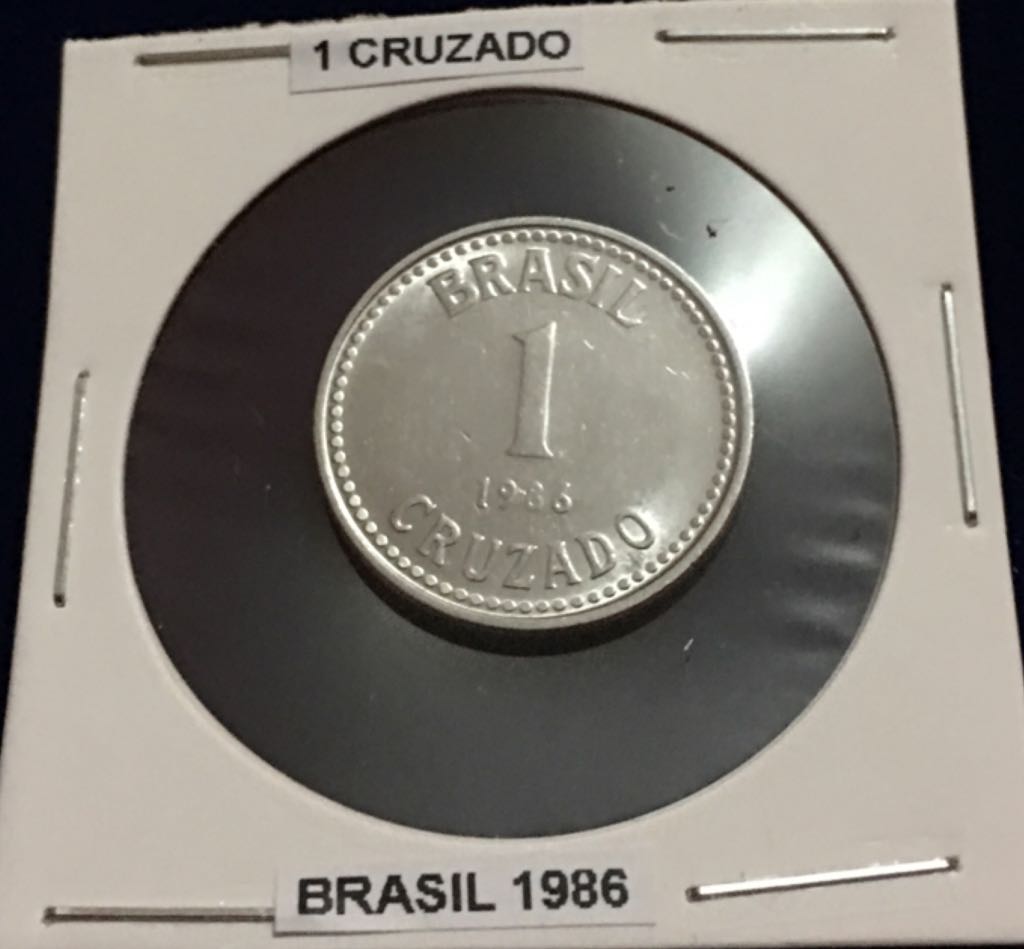 1 CRUZADO
BRASIL
1
1986
CRUZADO
BRASIL 1986